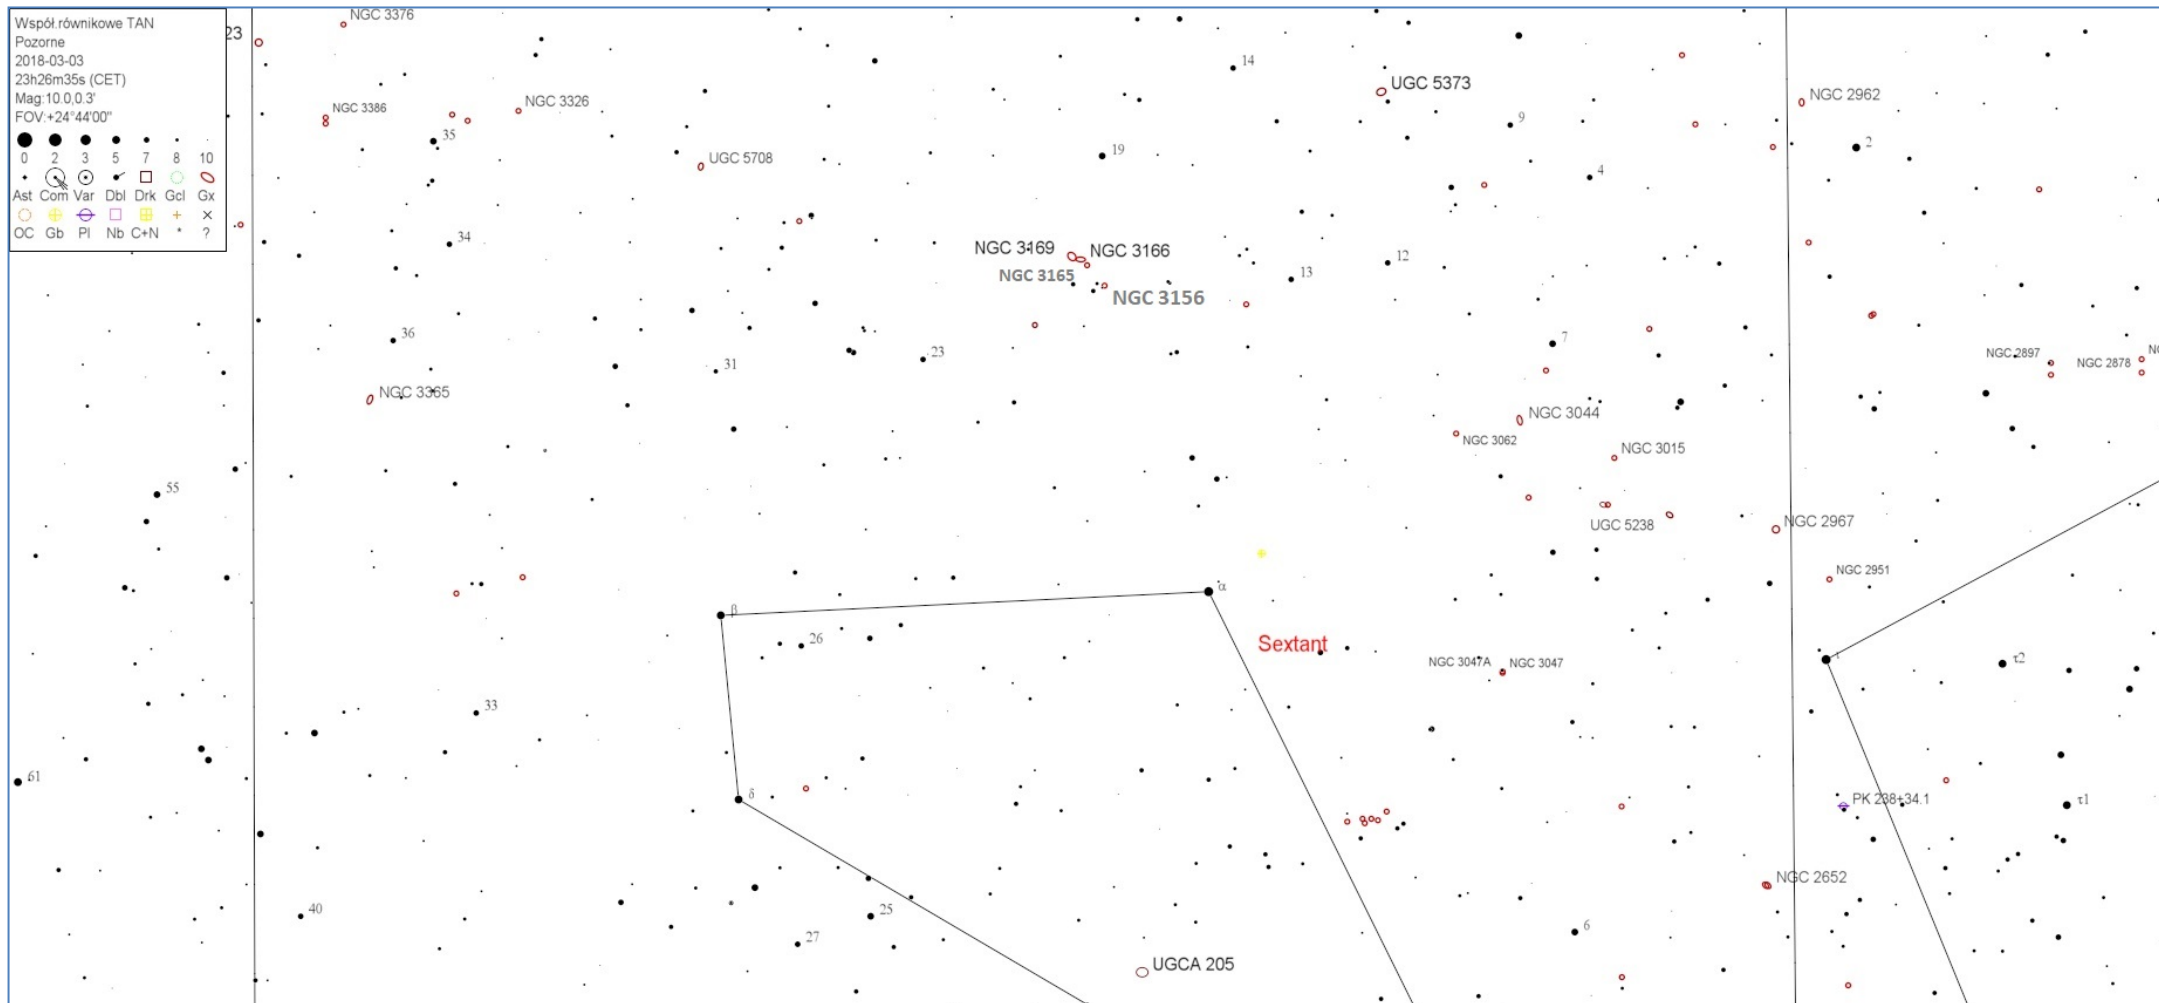 Współ.równikowe TAN
Pozorne
2018-03-03
23h26m35s (CET)
Mag:10.0,0.3'
FOV:+24°44'00"
0 2 3 5 7 8 10
Ast Com Var Dbl Drk Gcl Gx
OC Gb Pl Nb C+N * ?
23
NGC 3376
14
UGC 5373
NGC 2962
NGC 3386
NGC 3326
9
35
2
19
UGC 5708
4
34
NGC 3169
NGC 3166
NGC 3165
12
13
NGC 3156
36
7
31
23
NGC 2897
NGC 2878
NGC 3365
NGC 3044
NGC 3062
NGC 3015
55
UGC 5238
NGC 2967
NGC 2951
α
β
26
Sextant
ι
τ2
NGC 3047A
NGC 3047
33
61
δ
PK 238+34.1
τ1
NGC 2652
40
25
6
27
UGCA 205